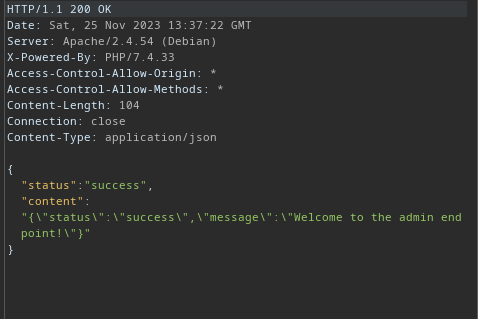 HTTP/1.1 200 OK
Date: Sat, 25 Nov 2023 13:37:22 GMT
Server: Apache/2.4.54 (Debian)
X-Powered-By: PHP/7.4.33
Access-Control-Allow-Origin: *
Access-Control-Allow-Methods: *
Content-Length: 104
Connection: close
Content-Type: application/json

{
  "status":"success",
  "content":
  "{\"status\":\"success\",\"message\":\"Welcome to the admin end
  point!\"}"
}